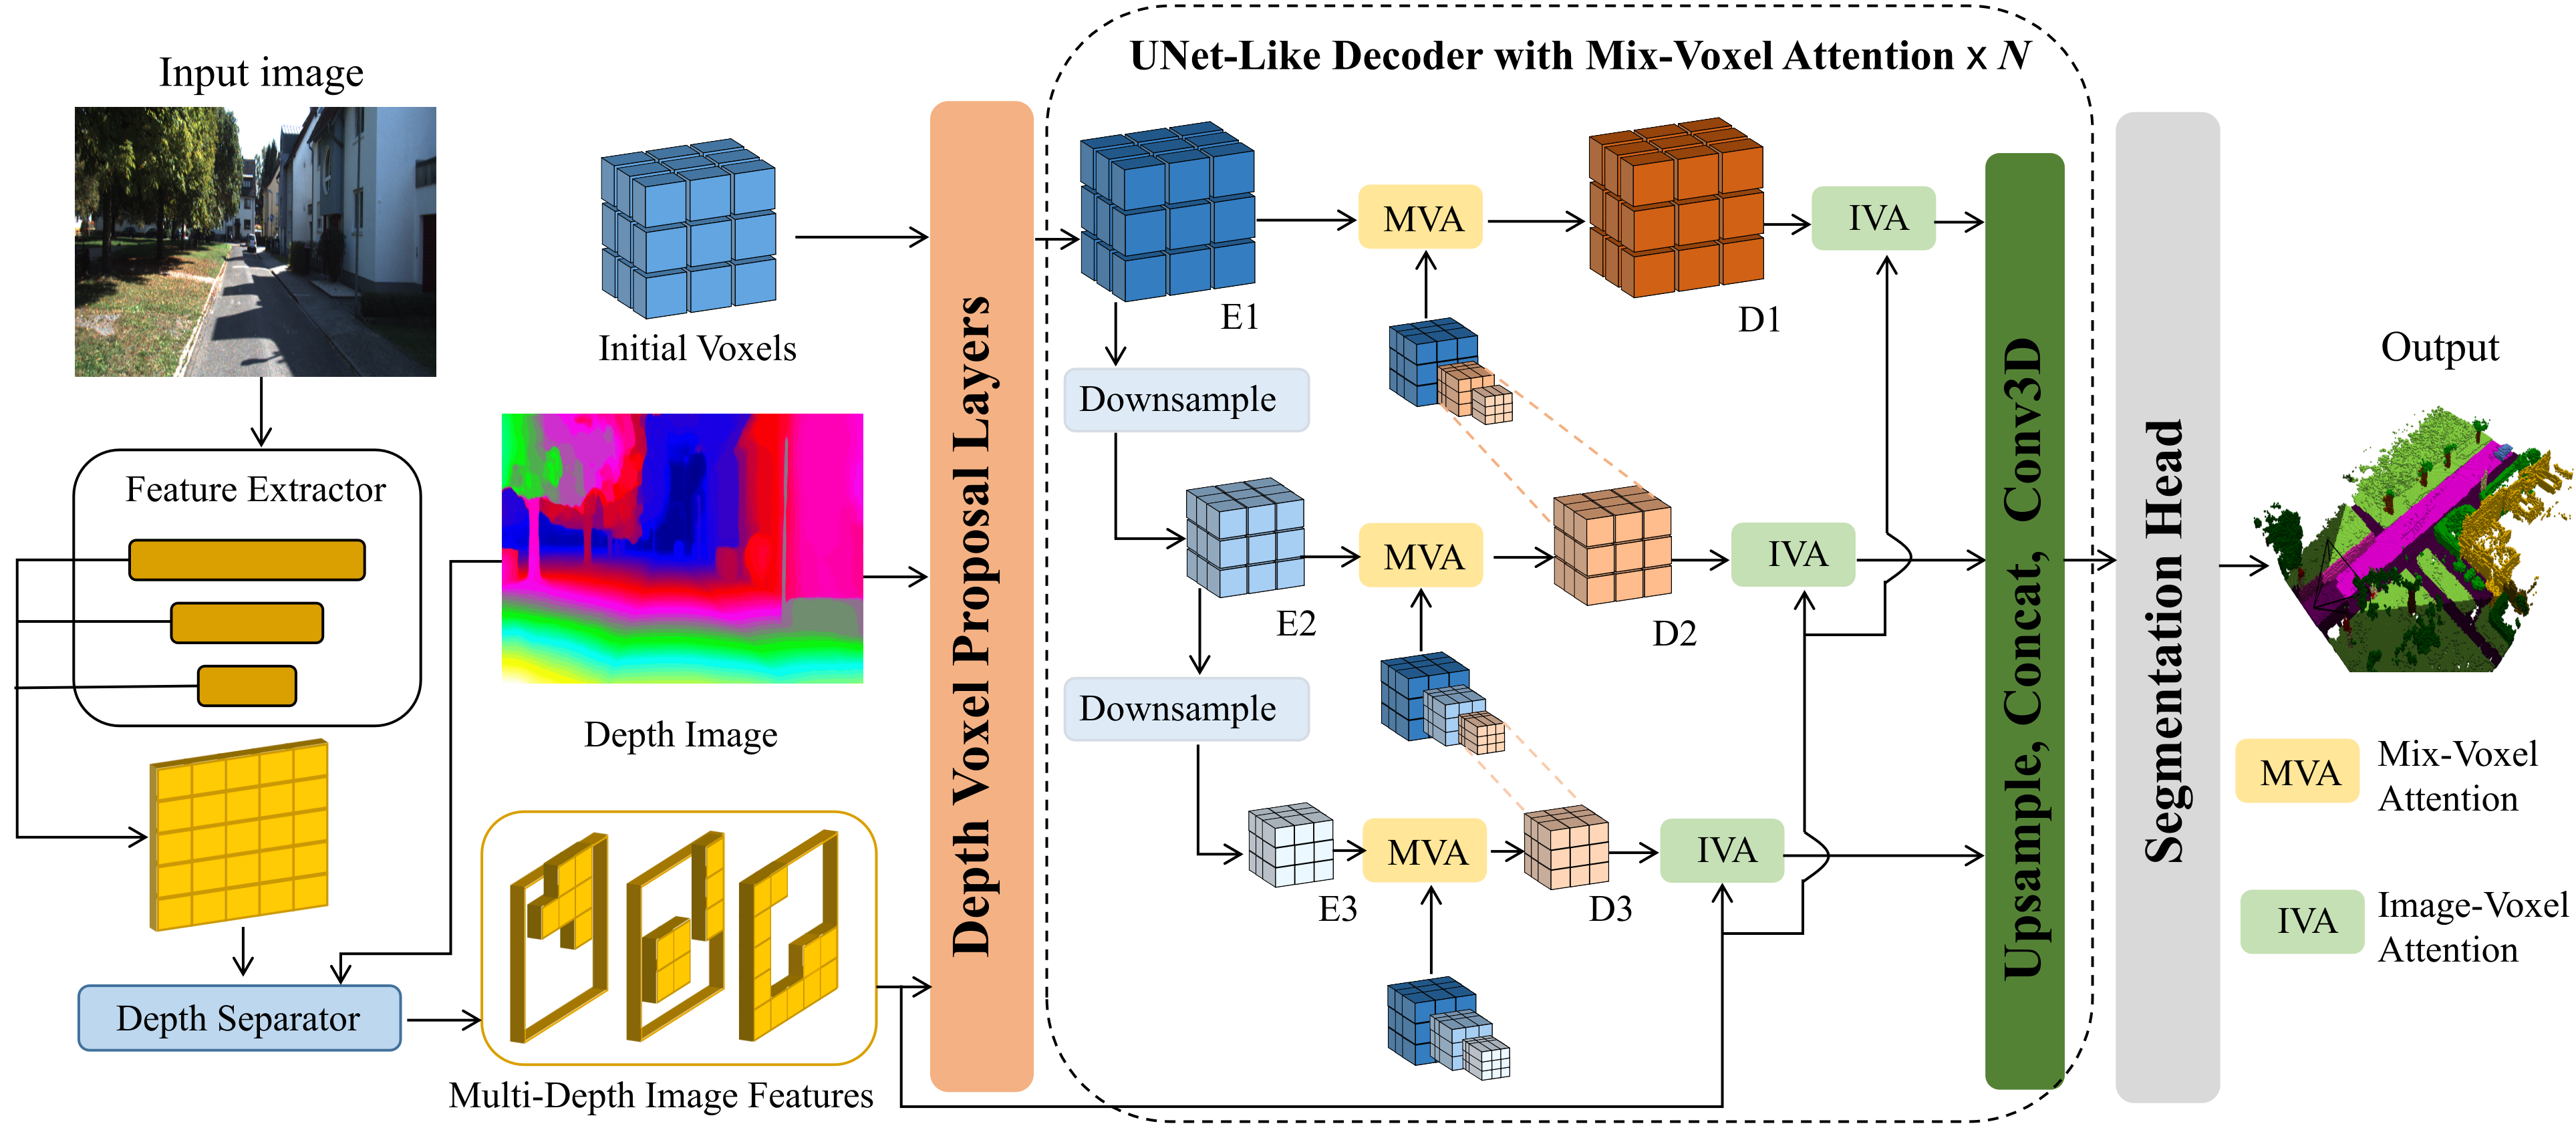 UNet-Like Decoder with Mix-Voxel Attention x N
Input image
Initial Voxels
Feature Extractor
Depth Image
Depth Separator
Multi-Depth Image Features
Depth Voxel Proposal Layers
E1
MVA
D1
IVA
Downsample
E2
MVA
D2
IVA
Downsample
E3
MVA
D3
IVA
Upsample, Concat, Conv3D
Segmentation Head
Output
MVA
Mix-Voxel
Attention
IVA
Image-Voxel
Attention